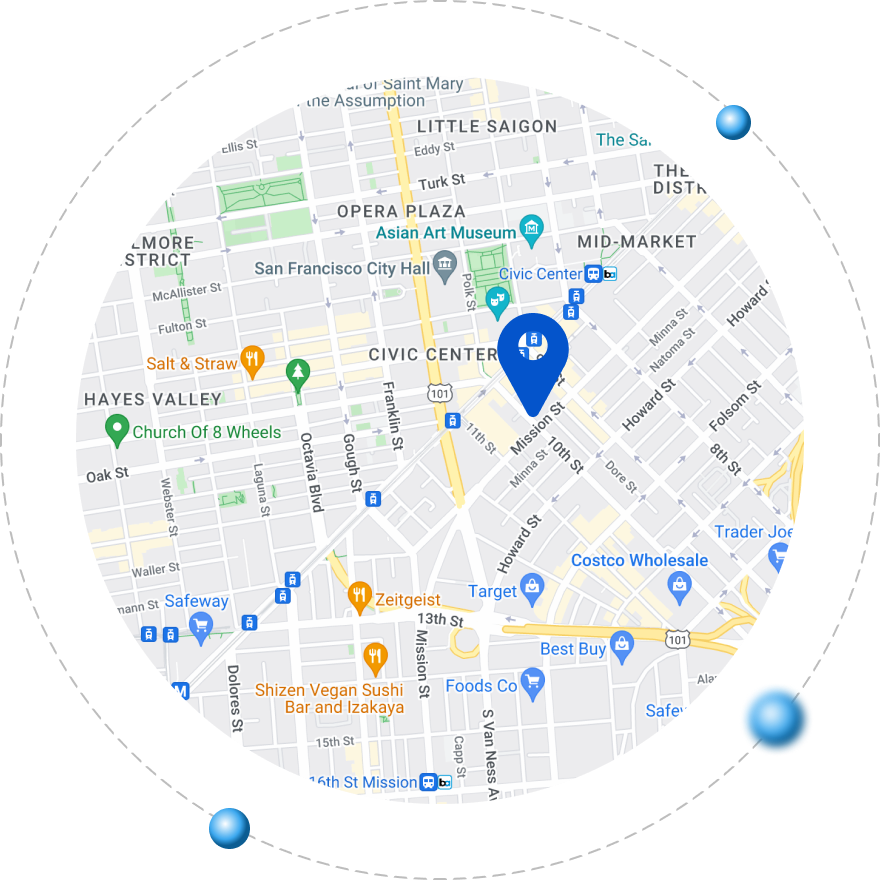 of Saint Mary
the Assumption
LITTLE SAIGON
The Sa
Ellis St
Eddy St
THE
DISTR
Turk St
OPERA PLAZA
Asian Art Museum
LMORE
STRICT
MID-MARKET
San Francisco City Hall
Civic Center
Polk St
McAllister St
Howard
Fulton St
Minna St
Natoma St
Salt & Straw
CIVIC CENTER
HAYES VALLEY
101
Franklin St
Howard St
Folsom St
Church Of 8 Wheels
11th St
Mission St
10th St
Octavia Blvd
Gough St
8th St
Oak St
Minna St
Dore St
Webster St
Laguna St
Howard St
Trader Joe
Costco Wholesale
Waller St
Target
mann St
Safeway
Zeitgeist
13th St
101
Best Buy
Mission St
Alar
Shizen Vegan Sushi
Bar and Izakaya
Foods Co
M
Dolores St
Safew
15th St
Capp St
S Van Ness Av
16th St Mission